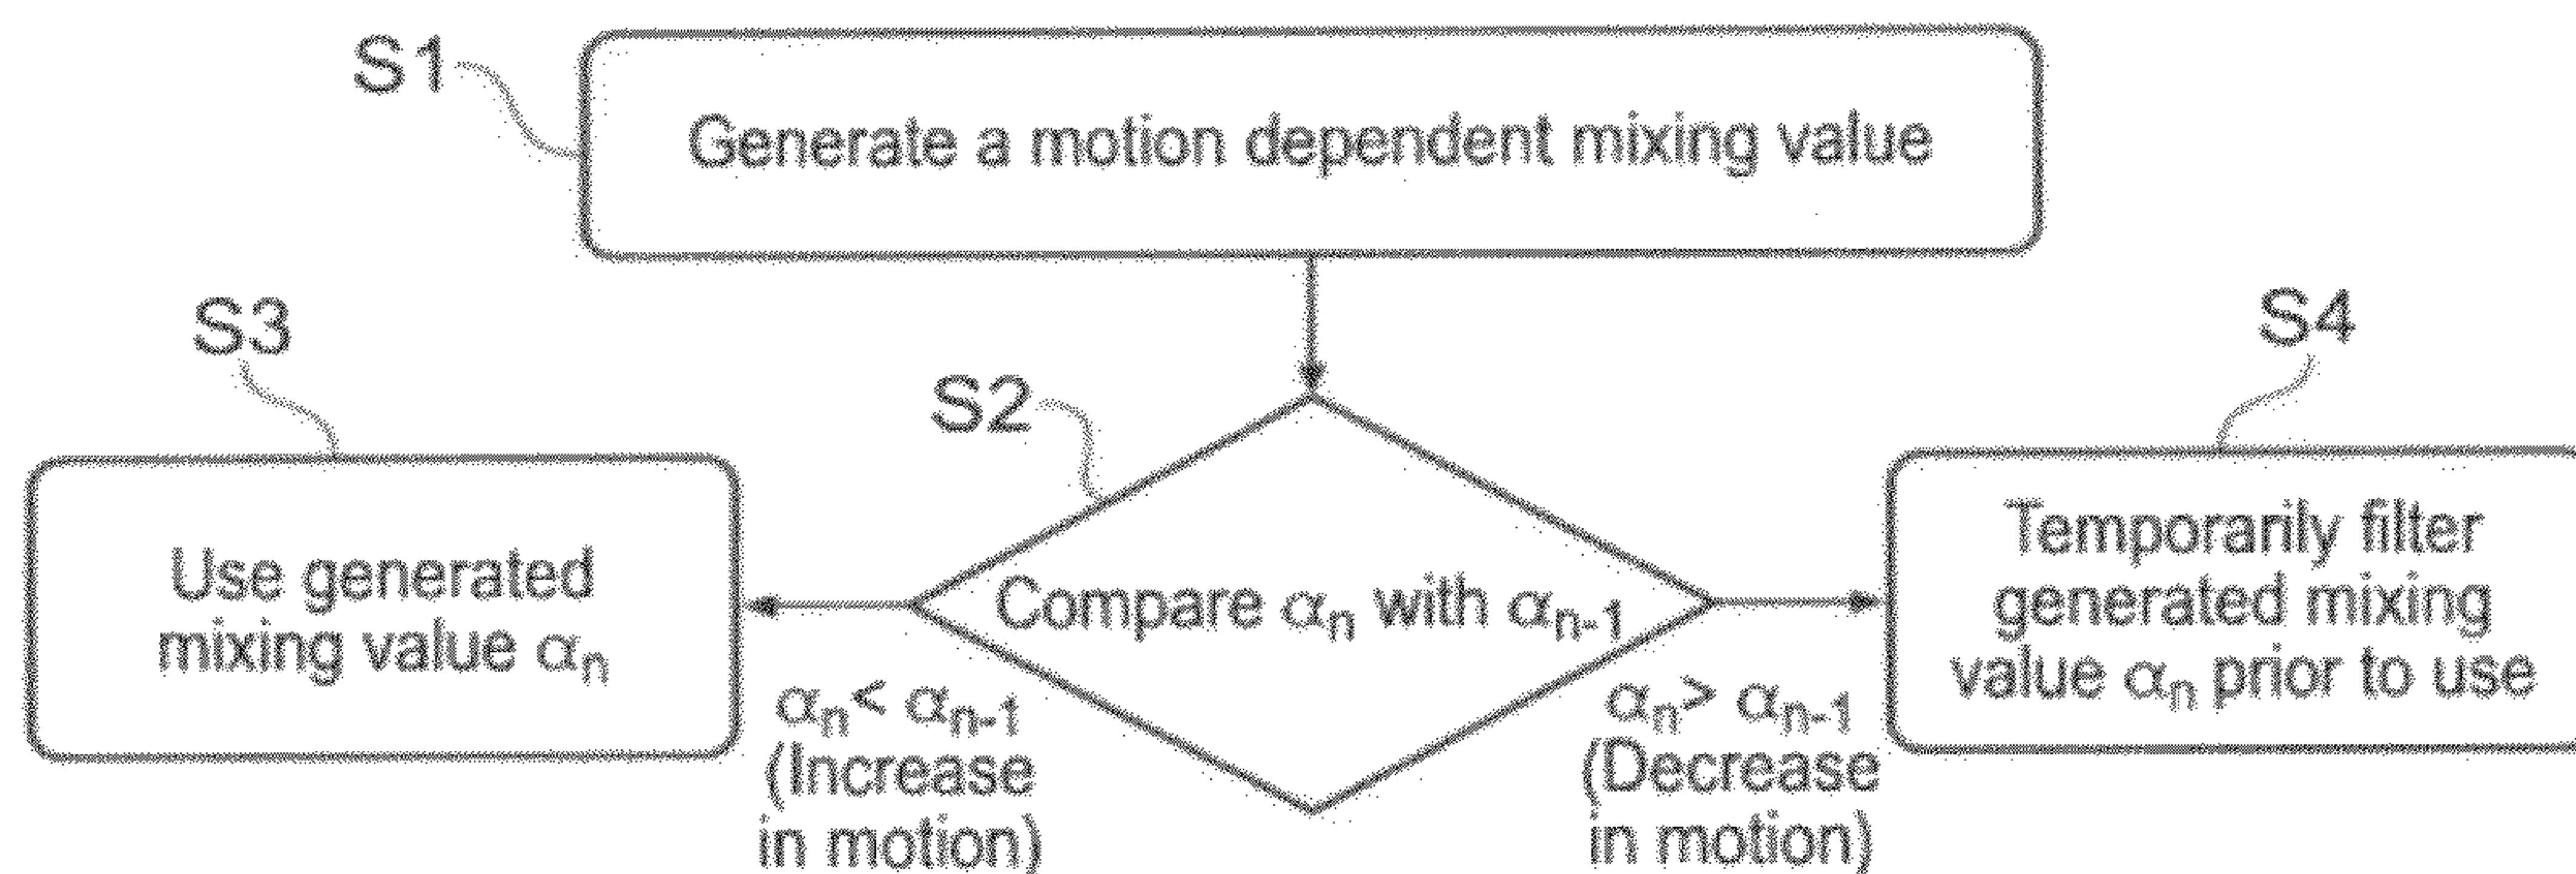 S1
Generate a motion dependent mixing value
S3
S4
S2
Use generated
mixing value αn
Compare αn with αn-1
Temporarily filter
generated mixing
value αn prior to use
αn< αn-1
(Increase
in motion)
αn> αn-1
(Decrease
in motion)